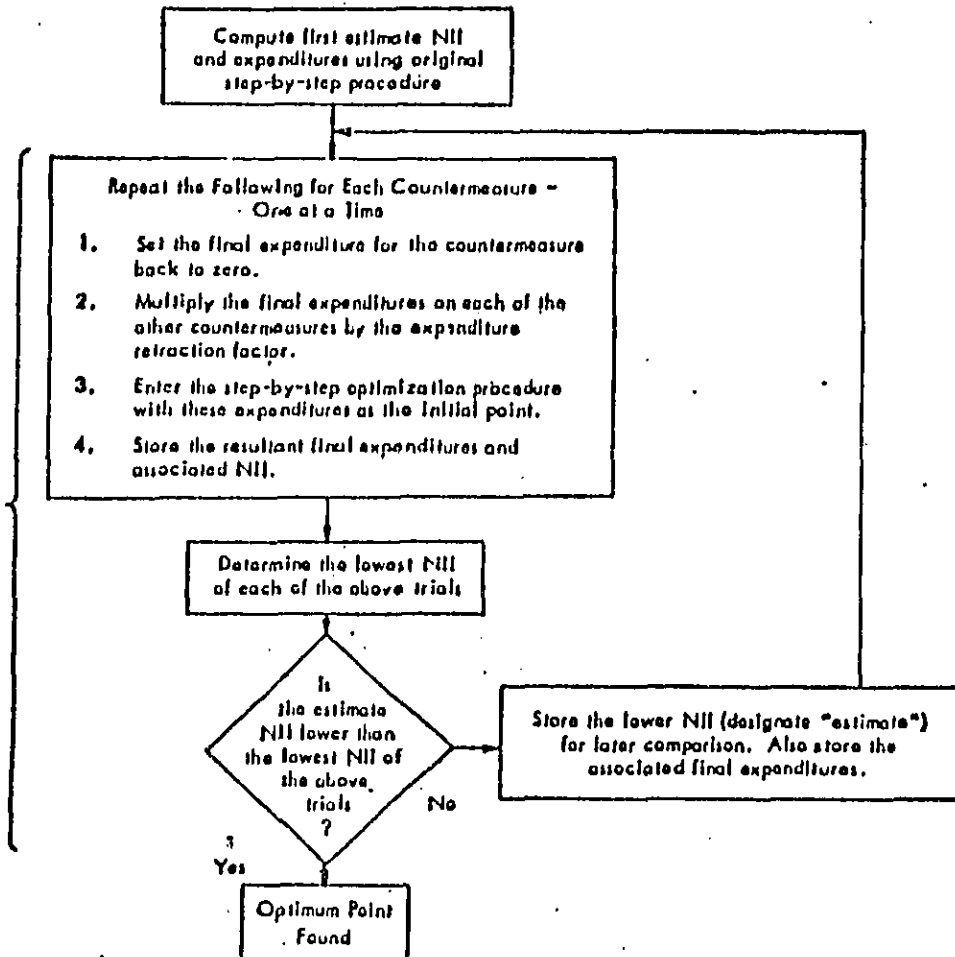 Compute first estimate NII
and expenditures using original
step-by-step procedure
Repeat the Following for Each Countermeasure -
One at a Time
1. Set the final expenditure for the countermeasure
back to zero.
2. Multiply the final expenditures on each of the
other countermeasures by the expenditure
retraction factor.
3. Enter the step-by-step optimization procedure
with these expenditures as the initial point.
4. Store the resultant final expenditures and
associated NII.
Determine the lowest NII
of each of the above trials
Is
the estimate
NII lower than
the lowest NII of
the above
trials
?
No
Store the lower NII (designate "estimate")
for later comparison. Also store the
associated final expenditures.
Yes
Optimum Point
Found